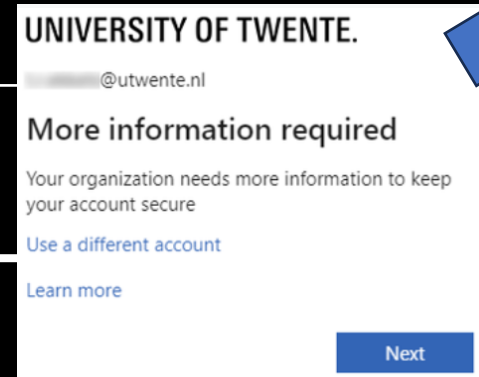 UNIVERSITY OF TWENTE.
@utwente.nl
More information required
Your organization needs more information to keep
your account secure
Use a different account
Learn more
Next